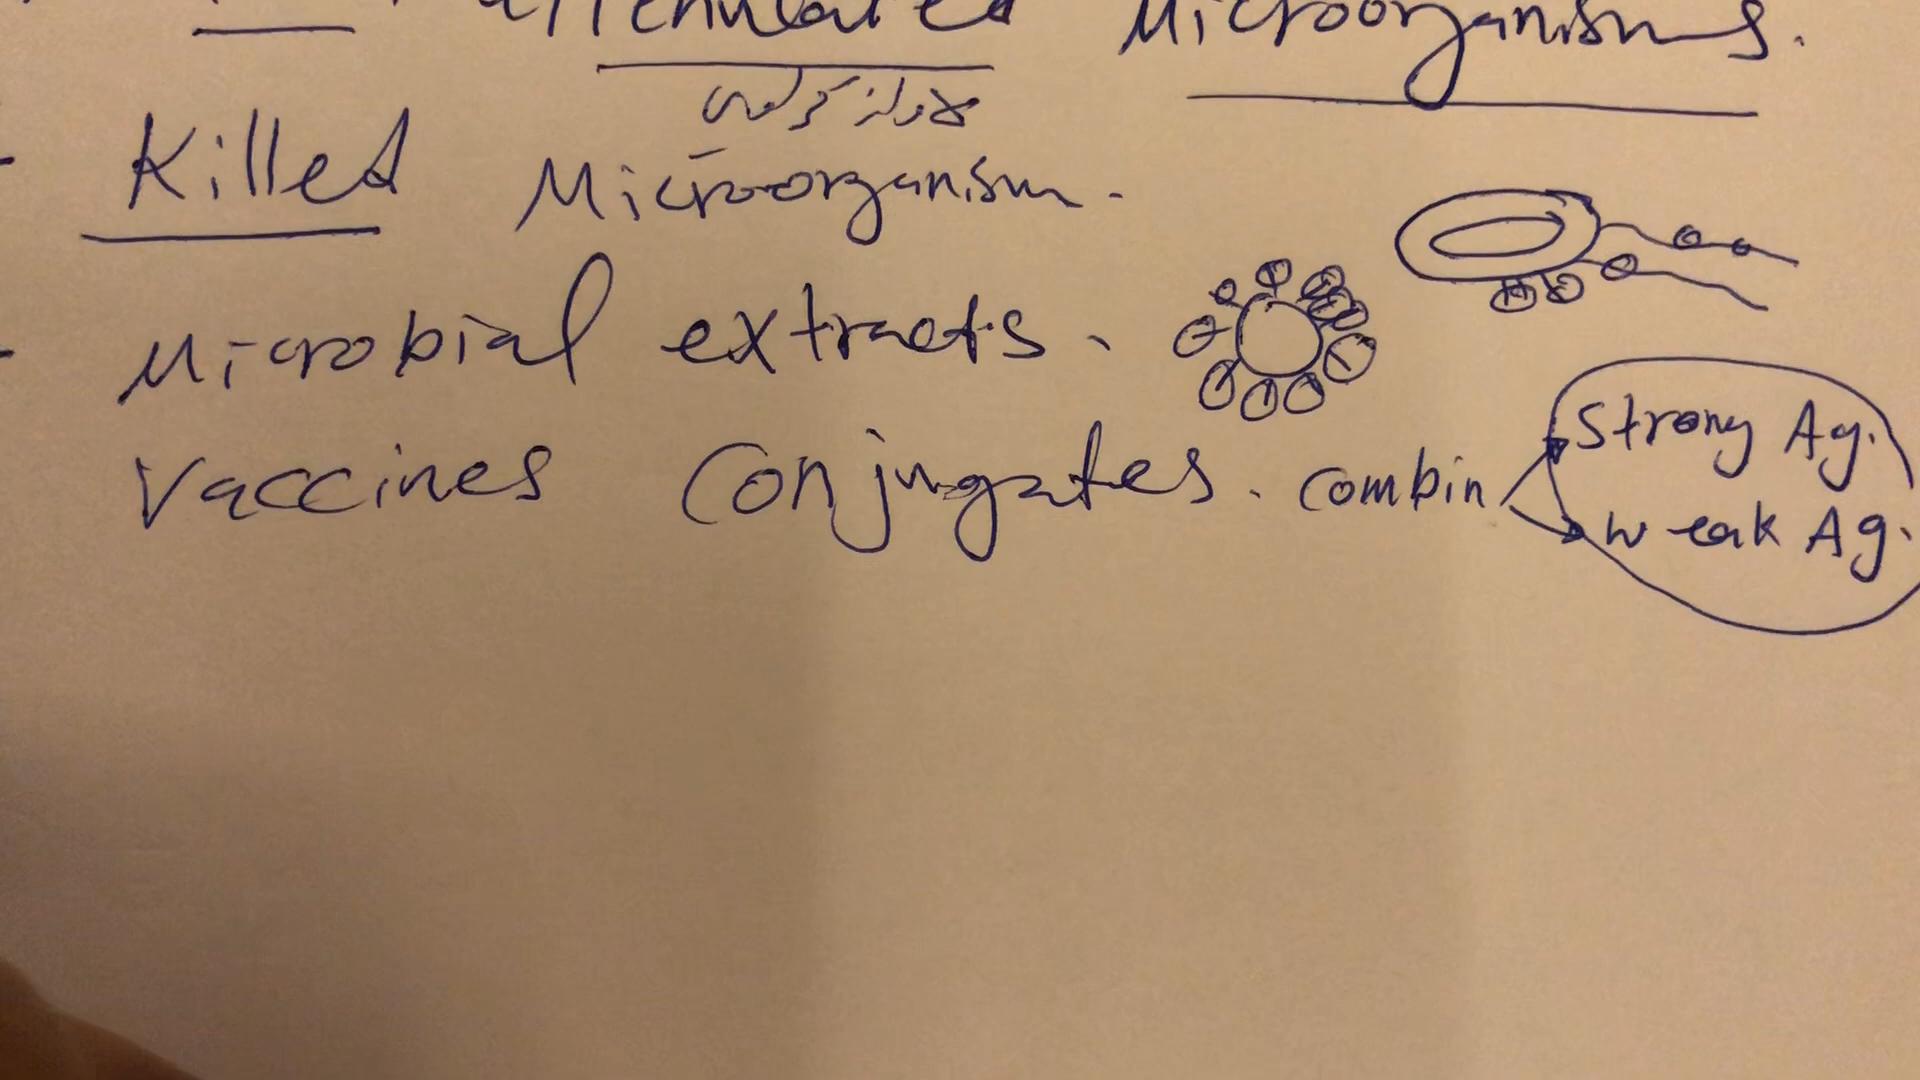 attenuated Microorganisms.
- Killed Microorganism.
- Microbial extracts.
Vaccines Conjugates. combin
Strong Ag.
weak Ag.